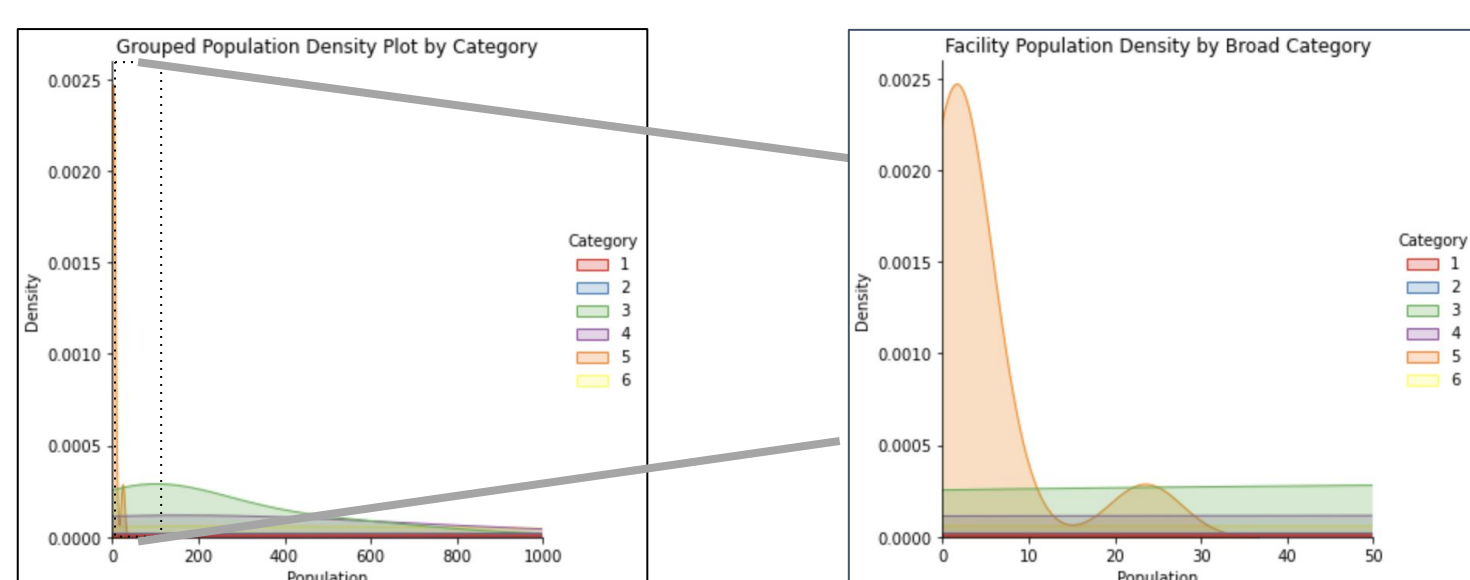 Grouped Population Density Plot by Category
0.0025
0.0020
0.0015
0.0010
0.0005
0.0000
Density
0 200 400 600 800 1000
Population
Category
1
2
3
4
5
6
Facility Population Density by Broad Category
0.0025
0.0020
0.0015
0.0010
0.0005
0.0000
Density
0 10 20 30 40 50
Population
Category
1
2
3
4
5
6